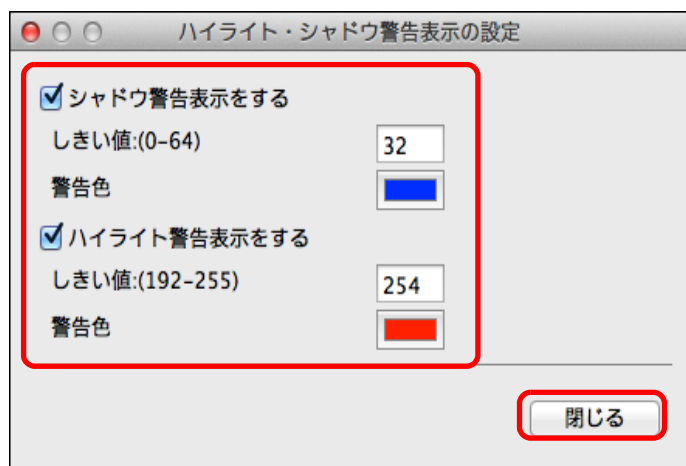 ハイライト・シャドウ警告表示の設定
シャドウ警告表示をする
しきい値:(0-64) 32
警告色
ハイライト警告表示をする
しきい値:(192-255) 254
警告色
閉じる